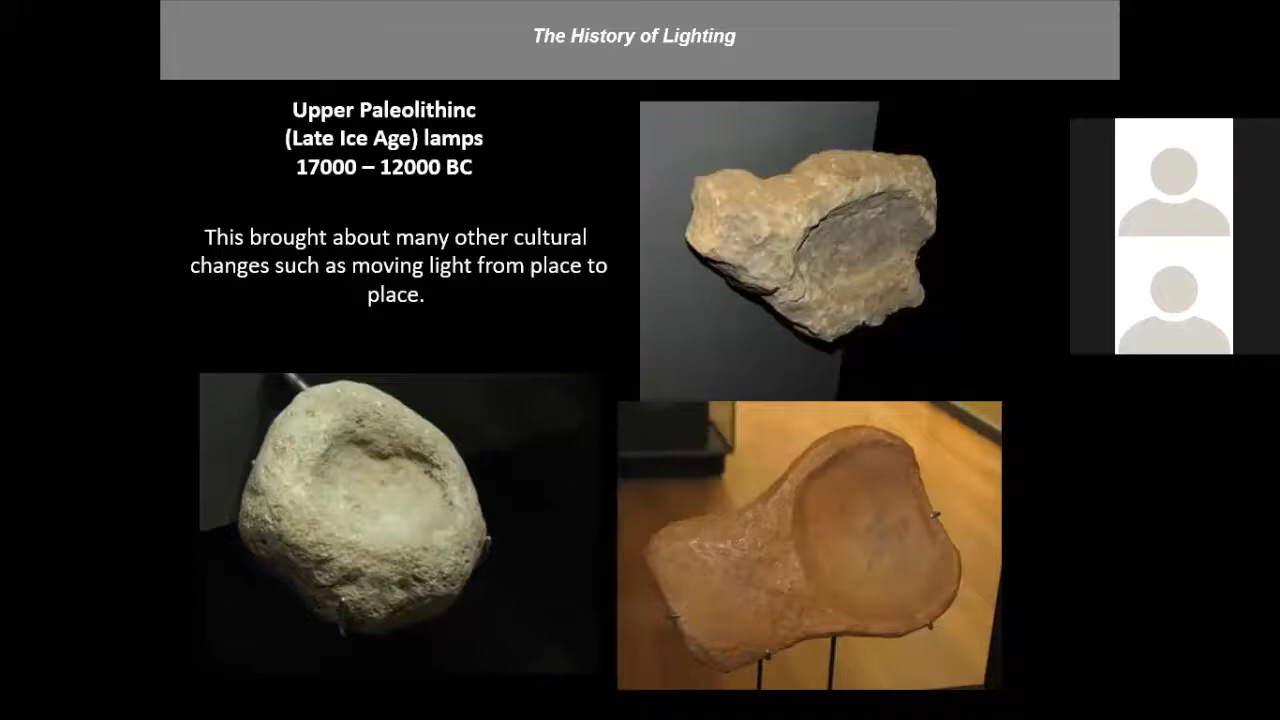 The History of Lighting
Upper Paleolithinc
(Late Ice Age) lamps
17000 – 12000 BC
This brought about many other cultural
changes such as moving light from place to
place.